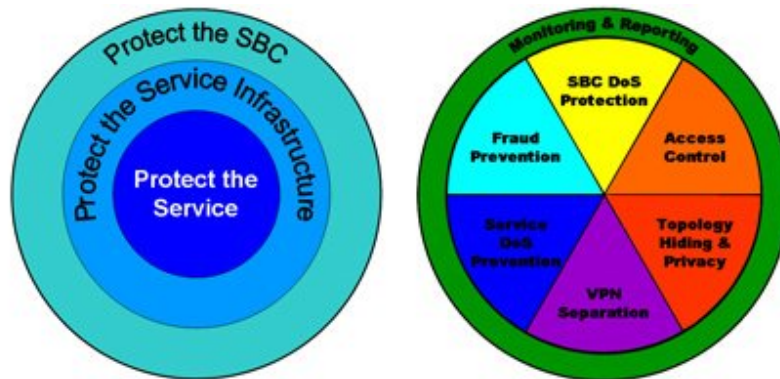 Protect the SBC
Protect the Service Infrastructure
Protect the
Service
Monitoring & Reporting
SBC DoS
Protection
Fraud
Prevention
Access
Control
Service
DoS
Prevention
Topology
Hiding &
Privacy
VPN
Separation